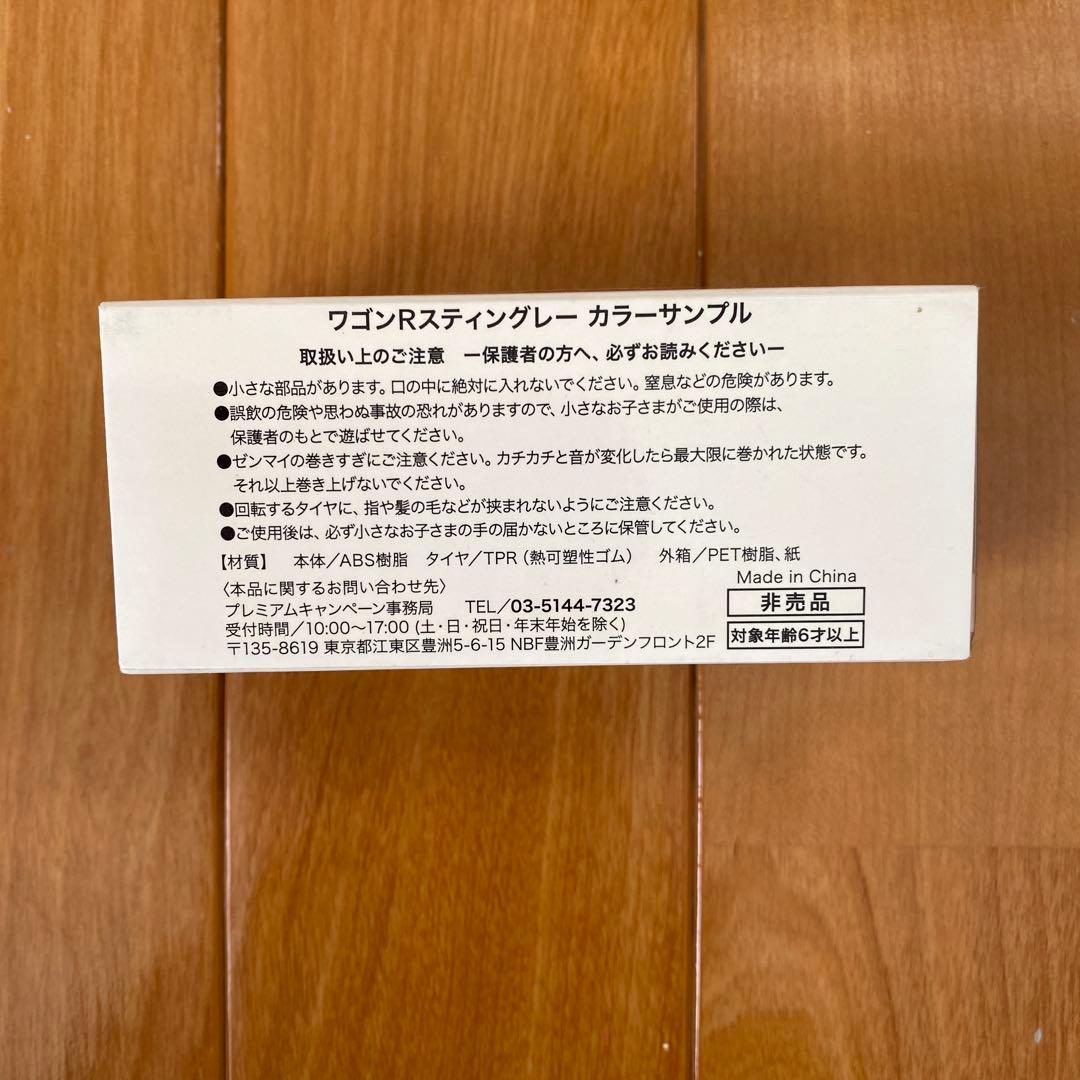 ワゴンRスティングレー カラーサンプル
取扱い上のご注意 ー保護者の方へ、必ずお読みくださいー
●小さな部品があります。口の中に絶対に入れないでください。窒息などの危険があります。
●誤飲の危険や思わぬ事故の恐れがありますので、小さなお子さまがご使用の際は、
保護者のもとで遊ばせてください。
●ゼンマイの巻きすぎにご注意ください。カチカチと音が変化したら最大限に巻かれた状態です。
それ以上巻き上げないでください。
●回転するタイヤに、指や髪の毛などが挟まれないようにご注意ください。
●ご使用後は、必ず小さなお子さまの手の届かないところに保管してください。
【材質】 本体／ABS樹脂 タイヤ／TPR（熱可塑性ゴム） 外箱／PET樹脂、紙
Made in China
〈本品に関するお問い合わせ先〉
プレミアムキャンペーン事務局 TEL／03-5144-7323
非売品
受付時間／10:00〜17:00 (土・日・祝日・年末年始を除く)
〒135-8619 東京都江東区豊洲5-6-15 NBF豊洲ガーデンフロント2F
対象年齢6才以上